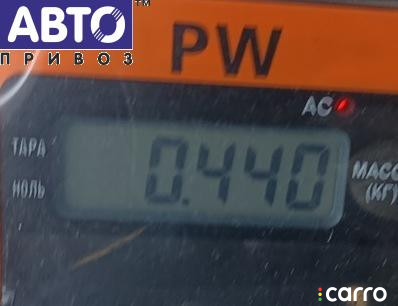 АВТО™
ПРИВОЗ
PW
AC
ТАРА
0.440
МАССА
НОЛЬ
(КГ)
:carro